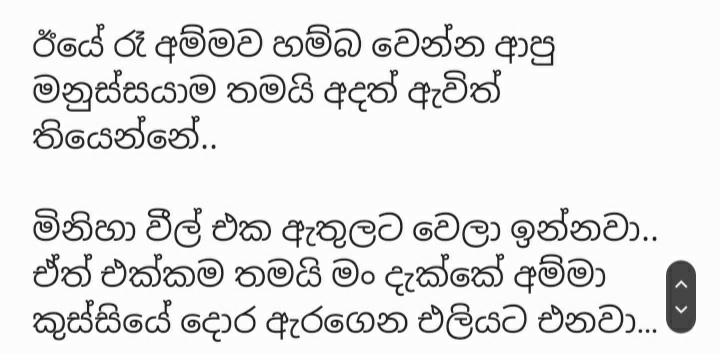 ඊයේ රෑ අම්මව හම්බ වෙන්න ආපු
මනුස්සයාම තමයි අදත් ඇවිත්
තියෙන්නේ..
මිනිහා වීල් එක ඇතුලට වෙලා ඉන්නවා..
ඒත් එක්කම තමයි මං දැක්කේ අම්මා
කුස්සියේ දොර ඇරගෙන එලියට එනවා...